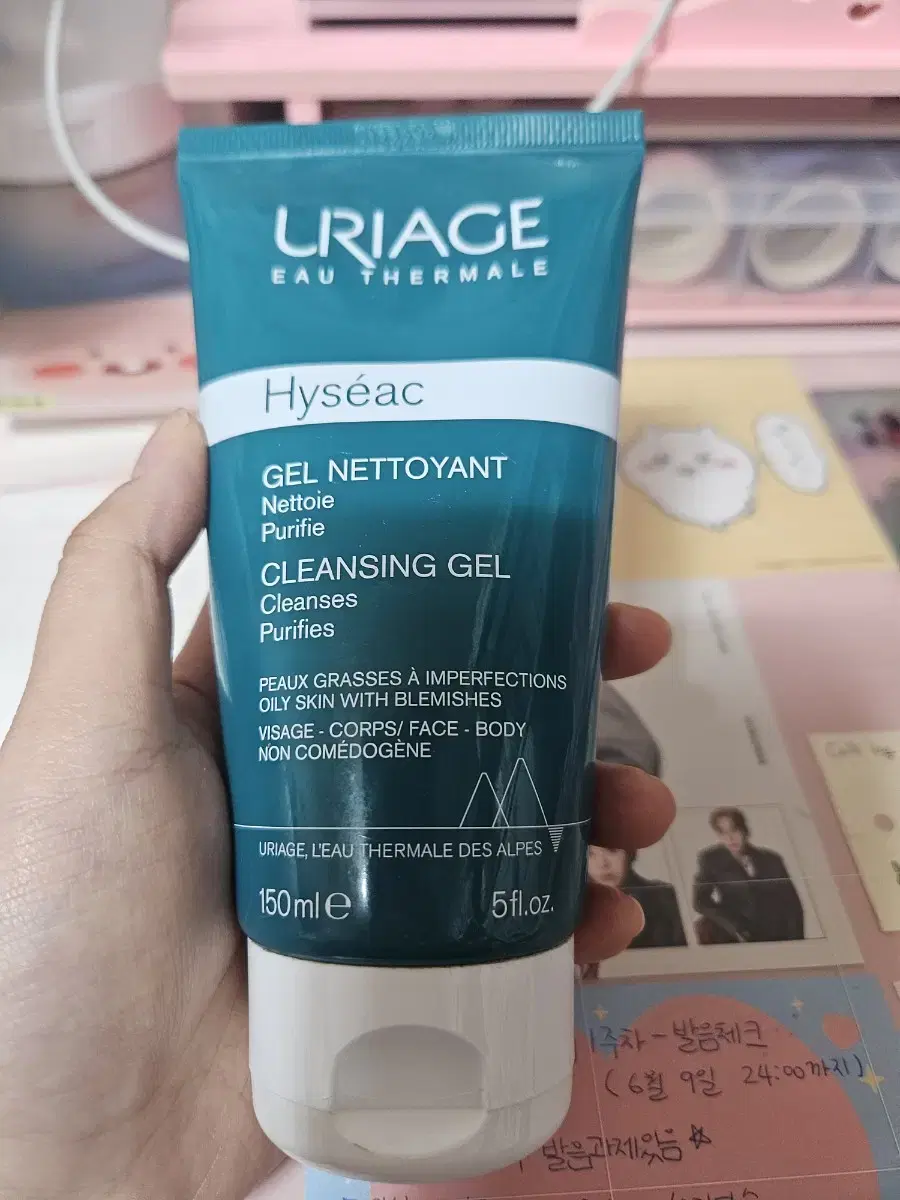 URIAGE
EAU THERMALE
Hyséac
GEL NETTOYANT
Nettoie
Purifie
CLEANSING GEL
Cleanses
Purifies
PEAUX GRASSES À IMPERFECTIONS
OILY SKIN WITH BLEMISHES
VISAGE - CORPS/ FACE - BODY
NON COMÉDOGÈNE
URIAGE, L'EAU THERMALE DES ALPES
150ml e
5fl.oz.
1주차 - 발음체크
(6월 9일 24:00까지)
발음과제있음